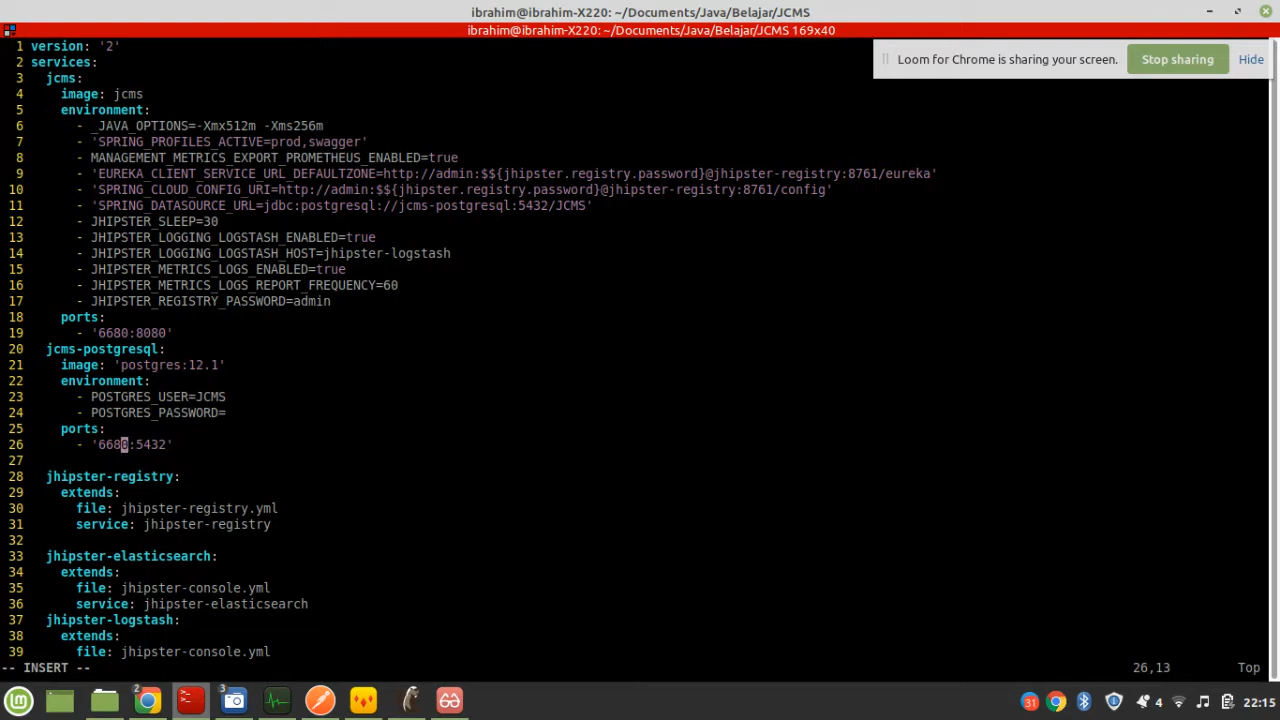 ibrahim@ibrahim-X220: ~/Documents/Java/Belajar/JCMS
ibrahim@ibrahim-X220: ~/Documents/Java/Belajar/JCMS 169x40
Loom for Chrome is sharing your screen. Stop sharing Hide
1 version: '2'
2 services:
3 jcms:
4 image: jcms
5 environment:
6 - _JAVA_OPTIONS=-Xmx512m -Xms256m
7 - 'SPRING_PROFILES_ACTIVE=prod,swagger'
8 - MANAGEMENT_METRICS_EXPORT_PROMETHEUS_ENABLED=true
9 - 'EUREKA_CLIENT_SERVICE_URL_DEFAULTZONE=http://admin:$${jhipster.registry.password}@jhipster-registry:8761/eureka'
10 - 'SPRING_CLOUD_CONFIG_URI=http://admin:$${jhipster.registry.password}@jhipster-registry:8761/config'
11 - 'SPRING_DATASOURCE_URL=jdbc:postgresql://jcms-postgresql:5432/JCMS'
12 - JHIPSTER_SLEEP=30
13 - JHIPSTER_LOGGING_LOGSTASH_ENABLED=true
14 - JHIPSTER_LOGGING_LOGSTASH_HOST=jhipster-logstash
15 - JHIPSTER_METRICS_LOGS_ENABLED=true
16 - JHIPSTER_METRICS_LOGS_REPORT_FREQUENCY=60
17 - JHIPSTER_REGISTRY_PASSWORD=admin
18 ports:
19 - '6680:8080'
20 jcms-postgresql:
21 image: 'postgres:12.1'
22 environment:
23 - POSTGRES_USER=JCMS
24 - POSTGRES_PASSWORD=
25 ports:
26 - '6680:5432'
27
28 jhipster-registry:
29 extends:
30 file: jhipster-registry.yml
31 service: jhipster-registry
32
33 jhipster-elasticsearch:
34 extends:
35 file: jhipster-console.yml
36 service: jhipster-elasticsearch
37 jhipster-logstash:
38 extends:
39 file: jhipster-console.yml
-- INSERT -- 26,13 Top
2 3 31 4 22:15